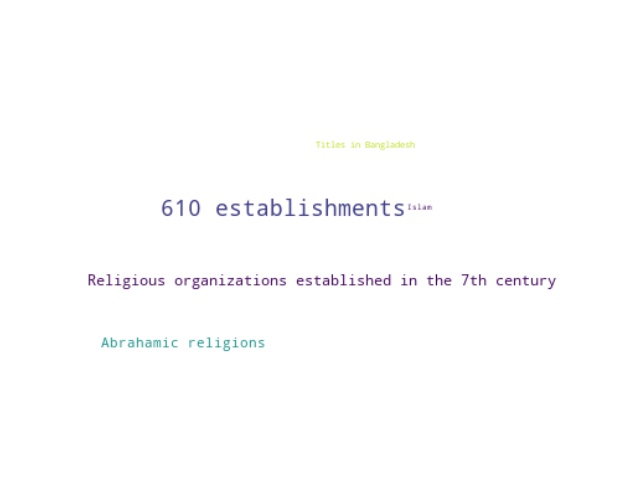 Titles in Bangladesh
610 establishments Islam
Religious organizations established in the 7th century
Abrahamic religions